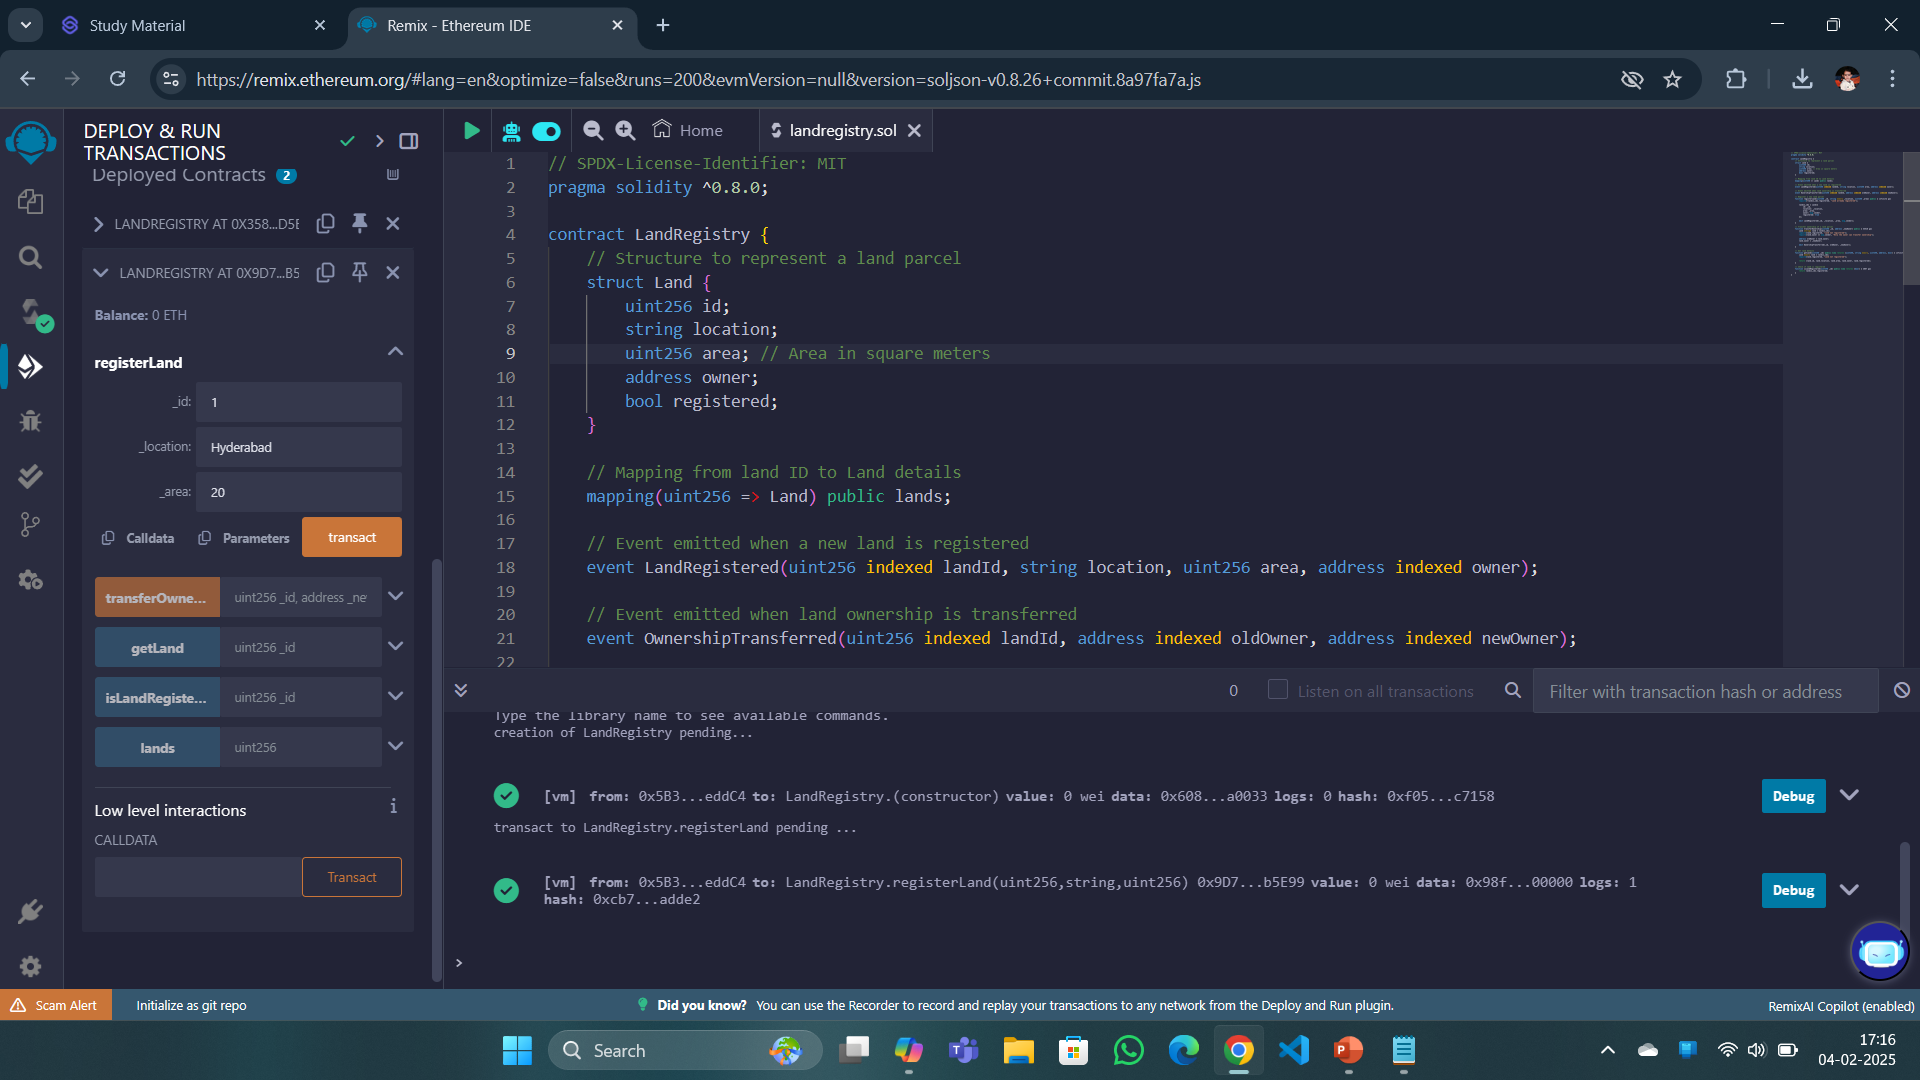 Study Material
Remix - Ethereum IDE
https://remix.ethereum.org/#lang=en&optimize=false&runs=200&evmVersion=null&version=soljson-v0.8.26+commit.8a97fa7a.js
DEPLOY & RUN
TRANSACTIONS
Deployed Contracts 2
LANDREGISTRY AT 0X358...D5E
LANDREGISTRY AT 0X9D7...B5
Balance: 0 ETH
registerLand
_id: 1
_location: Hyderabad
_area: 20
Calldata Parameters transact
transferOwne... uint256 _id, address _ne
getLand uint256 _id
isLandRegiste... uint256 _id
lands uint256
Low level interactions i
CALLDATA
Transact
Home landregistry.sol
1 // SPDX-License-Identifier: MIT
2 pragma solidity ^0.8.0;
3
4 contract LandRegistry {
5 // Structure to represent a land parcel
6 struct Land {
7 uint256 id;
8 string location;
9 uint256 area; // Area in square meters
10 address owner;
11 bool registered;
12 }
13
14 // Mapping from land ID to Land details
15 mapping(uint256 => Land) public lands;
16
17 // Event emitted when a new land is registered
18 event LandRegistered(uint256 indexed landId, string location, uint256 area, address indexed owner);
19
20 // Event emitted when land ownership is transferred
21 event OwnershipTransferred(uint256 indexed landId, address indexed oldOwner, address indexed newOwner);
22
0 Listen on all transactions Filter with transaction hash or address
Type the library name to see available commands.
creation of LandRegistry pending...
[vm] from: 0x5B3...eddC4 to: LandRegistry.(constructor) value: 0 wei data: 0x608...a0033 logs: 0 hash: 0xf05...c7158
Debug
transact to LandRegistry.registerLand pending ...
[vm] from: 0x5B3...eddC4 to: LandRegistry.registerLand(uint256,string,uint256) 0x9D7...b5E99 value: 0 wei data: 0x98f...00000 logs: 1
hash: 0xcb7...adde2
Debug
>
Scam Alert Initialize as git repo Did you know? You can use the Recorder to record and replay your transactions to any network from the Deploy and Run plugin. RemixAI Copilot (enabled)
Search
17:16
04-02-2025